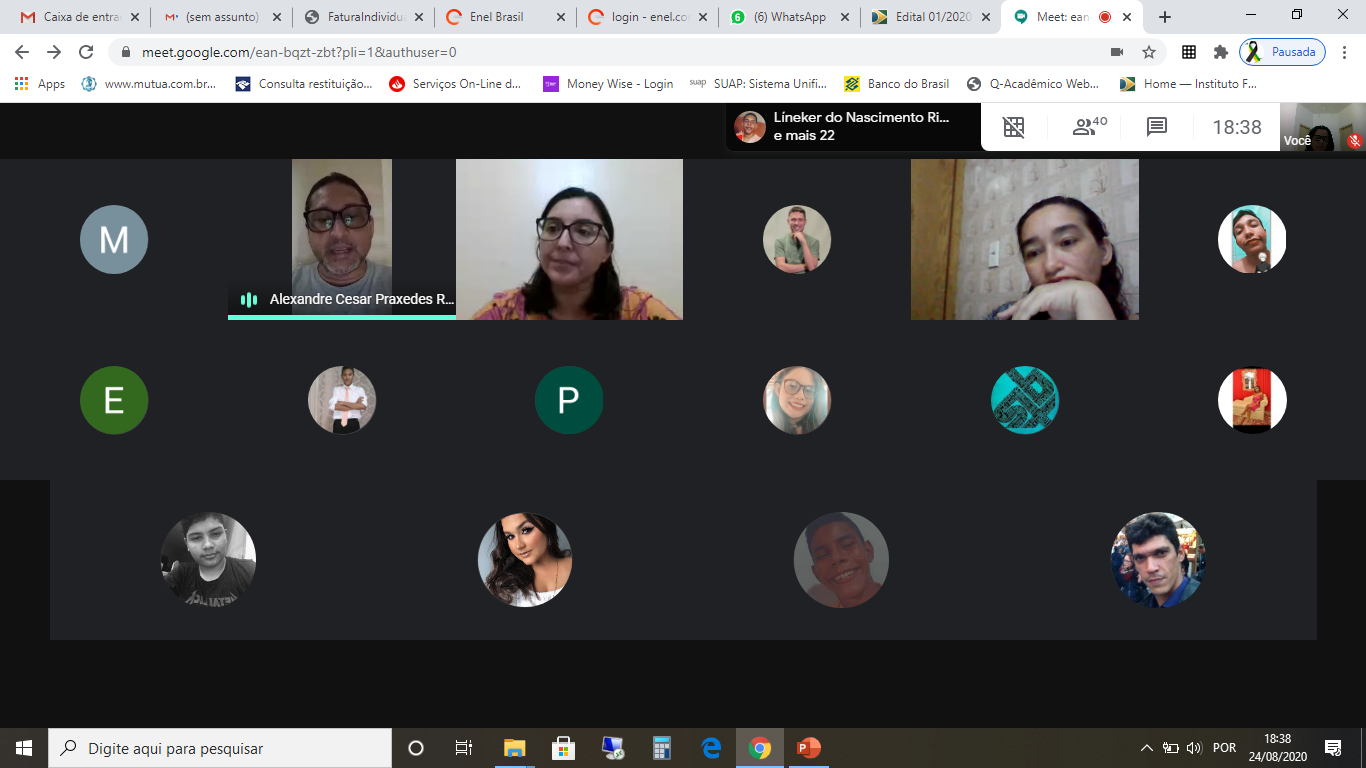 Caixa de entra
(sem assunto)
FaturaIndividua
Enel Brasil
login - enel.co
(6) WhatsApp
Edital 01/2020
Meet: ean
meet.google.com/ean-bqzt-zbt?pli=1&authuser=0
Pausada
Apps
www.mutua.com.br...
Consulta restituição...
Serviços On-Line d...
Money Wise - Login
suap
SUAP: Sistema Unifi...
Banco do Brasil
Q-Acadêmico Web...
Home — Instituto F...
Líneker do Nascimento Ri...
e mais 22
40
18:38
Você
M
Alexandre Cesar Praxedes R...
E
P
METALLICA
Digite aqui para pesquisar
POR
18:38
24/08/2020